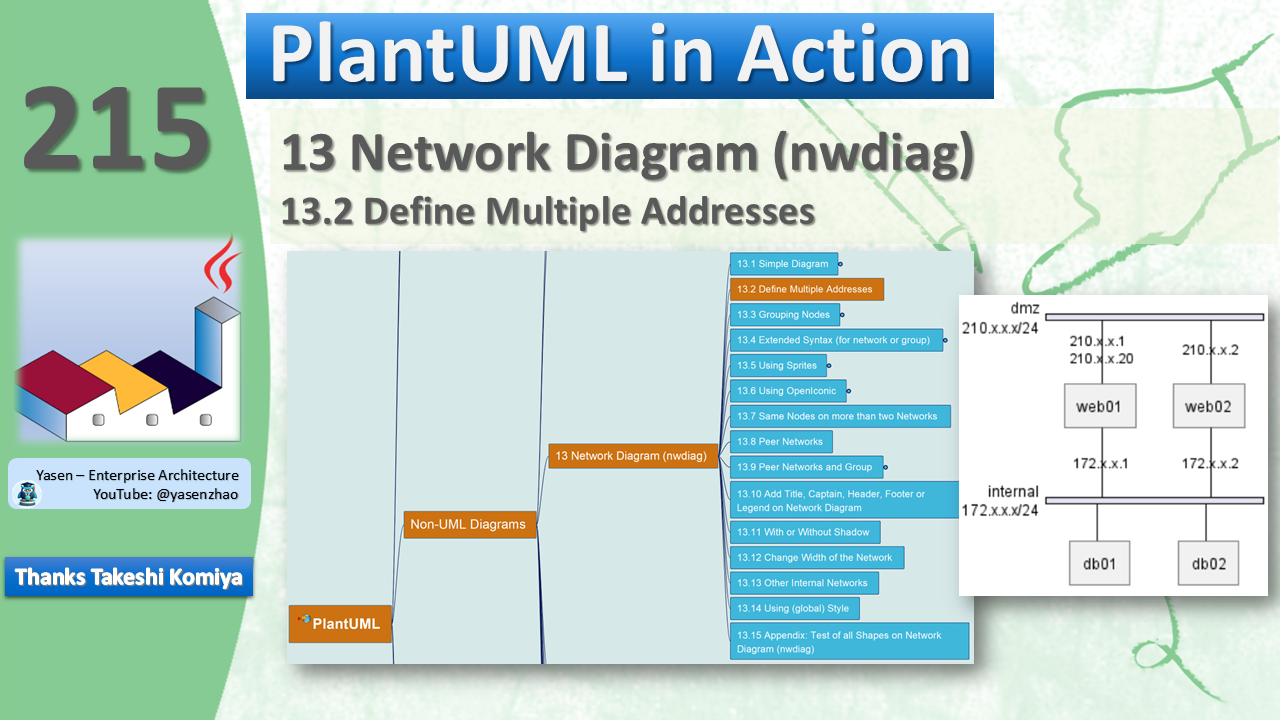 PlantUML in Action
215
13 Network Diagram (nwdiag)
13.2 Define Multiple Addresses
Yasen – Enterprise Architecture
YouTube: @yasenzhao
Thanks Takeshi Komiya
PlantUML
Non-UML Diagrams
13 Network Diagram (nwdiag)
13.1 Simple Diagram
13.2 Define Multiple Addresses
13.3 Grouping Nodes
13.4 Extended Syntax (for network or group)
13.5 Using Sprites
13.6 Using OpenIconic
13.7 Same Nodes on more than two Networks
13.8 Peer Networks
13.9 Peer Networks and Group
13.10 Add Title, Captain, Header, Footer or
Legend on Network Diagram
13.11 With or Without Shadow
13.12 Change Width of the Network
13.13 Other Internal Networks
13.14 Using (global) Style
13.15 Appendix: Test of all Shapes on Network
Diagram (nwdiag)
dmz
210.x.x.x/24
210.x.x.1
210.x.x.20
210.x.x.2
web01
web02
172.x.x.1
172.x.x.2
internal
172.x.x.x/24
db01
db02